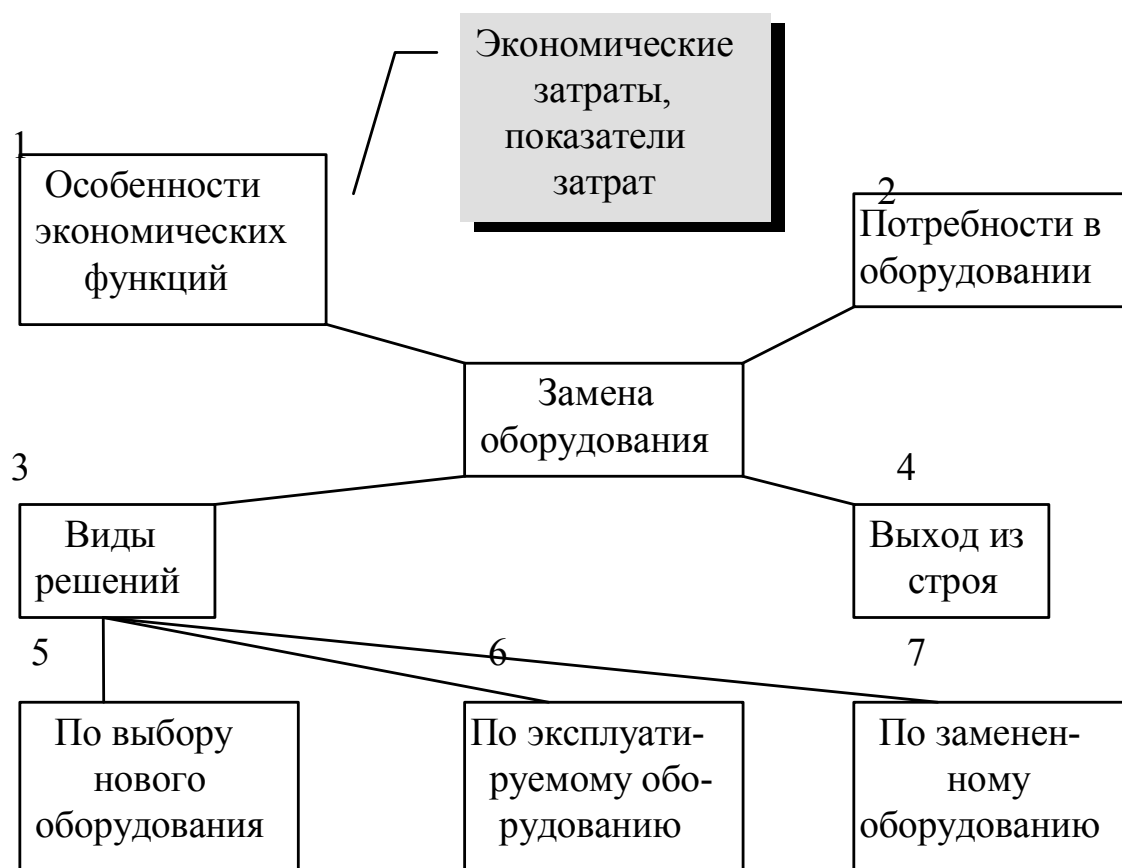 Экономические
затраты,
показатели
затрат
1
Особенности
экономических
функций
2
Потребности в
оборудовании
Замена
оборудования
3
Виды
решений
4
Выход из
строя
5
По выбору
нового
оборудования
6
По эксплуати-
руемому обо-
рудованию
7
По заменен-
ному
оборудованию